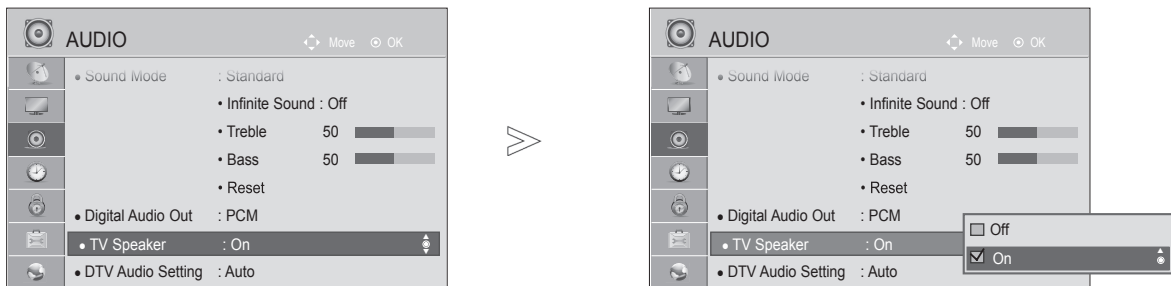 AUDIO
Move OK
• Sound Mode : Standard
• Infinite Sound : Off
• Treble 50
• Bass 50
• Reset
• Digital Audio Out : PCM
• TV Speaker : On
• DTV Audio Setting : Auto
AUDIO
Move OK
• Sound Mode : Standard
• Infinite Sound : Off
• Treble 50
• Bass 50
• Reset
• Digital Audio Out : PCM
• TV Speaker : On
• DTV Audio Setting : Auto
Off
On